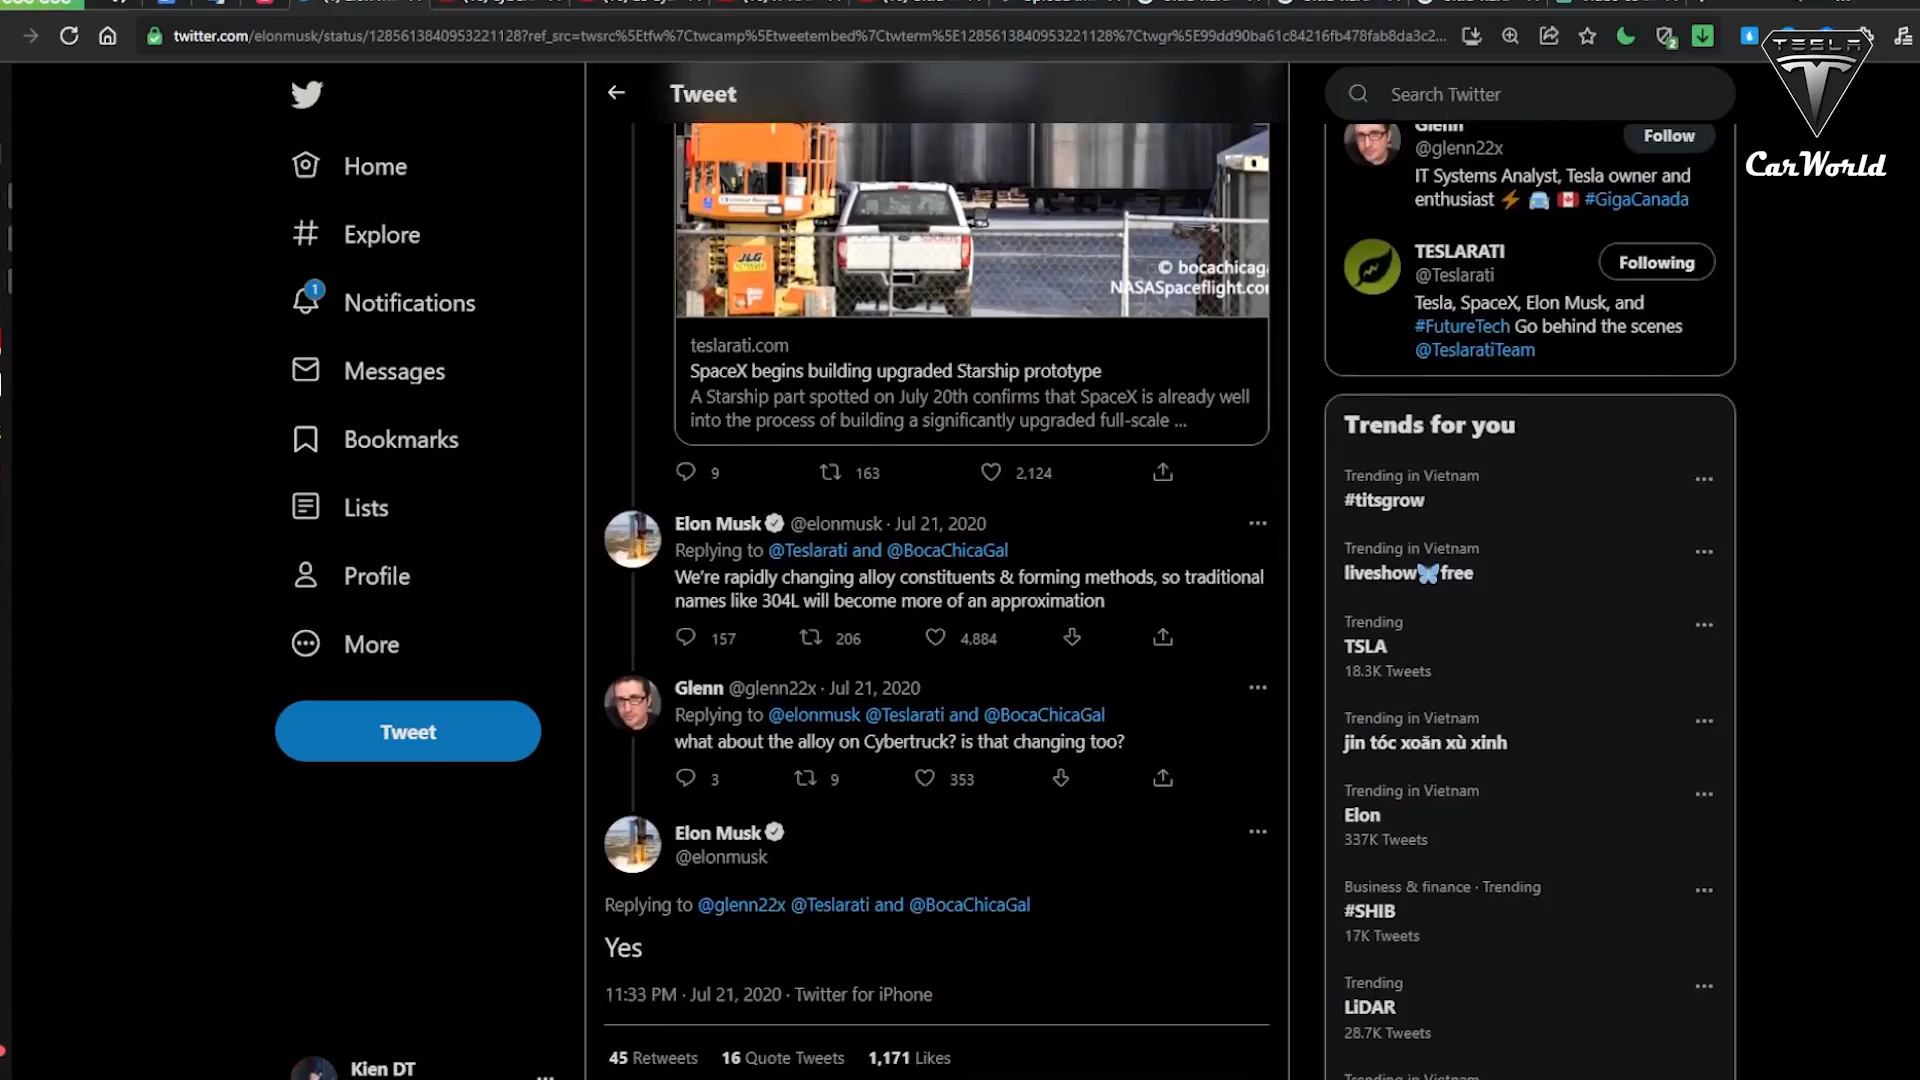 twitter.com/elonmusk/status/1285613840953221128?ref_src=twsrc%5Etfw%7Ctwcamp%5Etweetembed%7Ctwterm%5E1285613840953221128%7Ctwgr%5E99dd90ba61c84216fb478fab8da3c2...
TESLA
CarWorld
Home
Explore
1
Notifications
Messages
Bookmarks
Lists
Profile
More
Tweet
Kien DT
Tweet
JLG
© bocachicaga
NASASpaceflight.co
teslarati.com
SpaceX begins building upgraded Starship prototype
A Starship part spotted on July 20th confirms that SpaceX is already well
into the process of building a significantly upgraded full-scale ...
9 163 2,124
Elon Musk @elonmusk · Jul 21, 2020
Replying to @Teslarati and @BocaChicaGal
We're rapidly changing alloy constituents & forming methods, so traditional
names like 304L will become more of an approximation
157 206 4,884
Glenn @glenn22x · Jul 21, 2020
Replying to @elonmusk @Teslarati and @BocaChicaGal
what about the alloy on Cybertruck? is that changing too?
3 9 353
Elon Musk
@elonmusk
Replying to @glenn22x @Teslarati and @BocaChicaGal
Yes
11:33 PM · Jul 21, 2020 · Twitter for iPhone
45 Retweets 16 Quote Tweets 1,171 Likes
Search Twitter
Glenn
@glenn22x
Follow
IT Systems Analyst, Tesla owner and
enthusiast #GigaCanada
TESLARATI
@Teslarati
Following
Tesla, SpaceX, Elon Musk, and
#FutureTech Go behind the scenes
@TeslaratiTeam
Trends for you
Trending in Vietnam
#titsgrow
Trending in Vietnam
liveshow🦋free
Trending
TSLA
18.3K Tweets
Trending in Vietnam
jin tóc xoăn xù xinh
Trending in Vietnam
Elon
337K Tweets
Business & finance · Trending
#SHIB
17K Tweets
Trending
LiDAR
28.7K Tweets